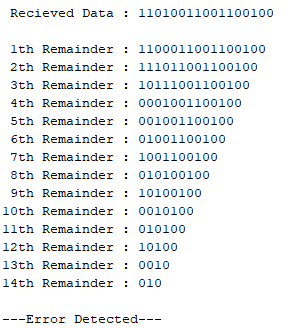 Recieved Data : 11010011001100100
1th Remainder : 1100011001100100
2th Remainder : 111011001100100
3th Remainder : 10111001100100
4th Remainder : 0001001100100
5th Remainder : 001001100100
6th Remainder : 01001100100
7th Remainder : 1001100100
8th Remainder : 010100100
9th Remainder : 10100100
10th Remainder : 0010100
11th Remainder : 010100
12th Remainder : 10100
13th Remainder : 0010
14th Remainder : 010
---Error Detected---